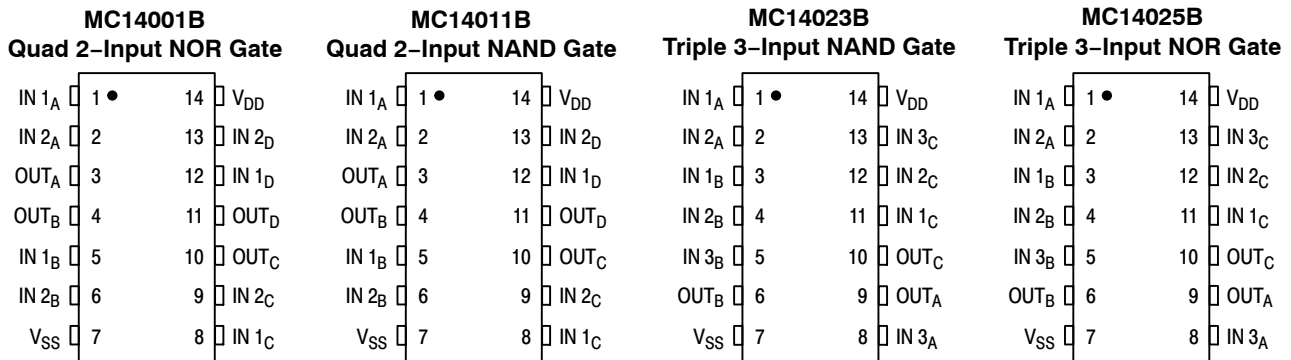 MC14001B
Quad 2−Input NOR Gate
IN 1A 1 14 VDD
IN 2A 2 13 IN 2D
OUTA 3 12 IN 1D
OUTB 4 11 OUTD
IN 1B 5 10 OUTC
IN 2B 6 9 IN 2C
VSS 7 8 IN 1C
MC14011B
Quad 2−Input NAND Gate
IN 1A 1 14 VDD
IN 2A 2 13 IN 2D
OUTA 3 12 IN 1D
OUTB 4 11 OUTD
IN 1B 5 10 OUTC
IN 2B 6 9 IN 2C
VSS 7 8 IN 1C
MC14023B
Triple 3−Input NAND Gate
IN 1A 1 14 VDD
IN 2A 2 13 IN 3C
IN 1B 3 12 IN 2C
IN 2B 4 11 IN 1C
IN 3B 5 10 OUTC
OUTB 6 9 OUTA
VSS 7 8 IN 3A
MC14025B
Triple 3−Input NOR Gate
IN 1A 1 14 VDD
IN 2A 2 13 IN 3C
IN 1B 3 12 IN 2C
IN 2B 4 11 IN 1C
IN 3B 5 10 OUTC
OUTB 6 9 OUTA
VSS 7 8 IN 3A